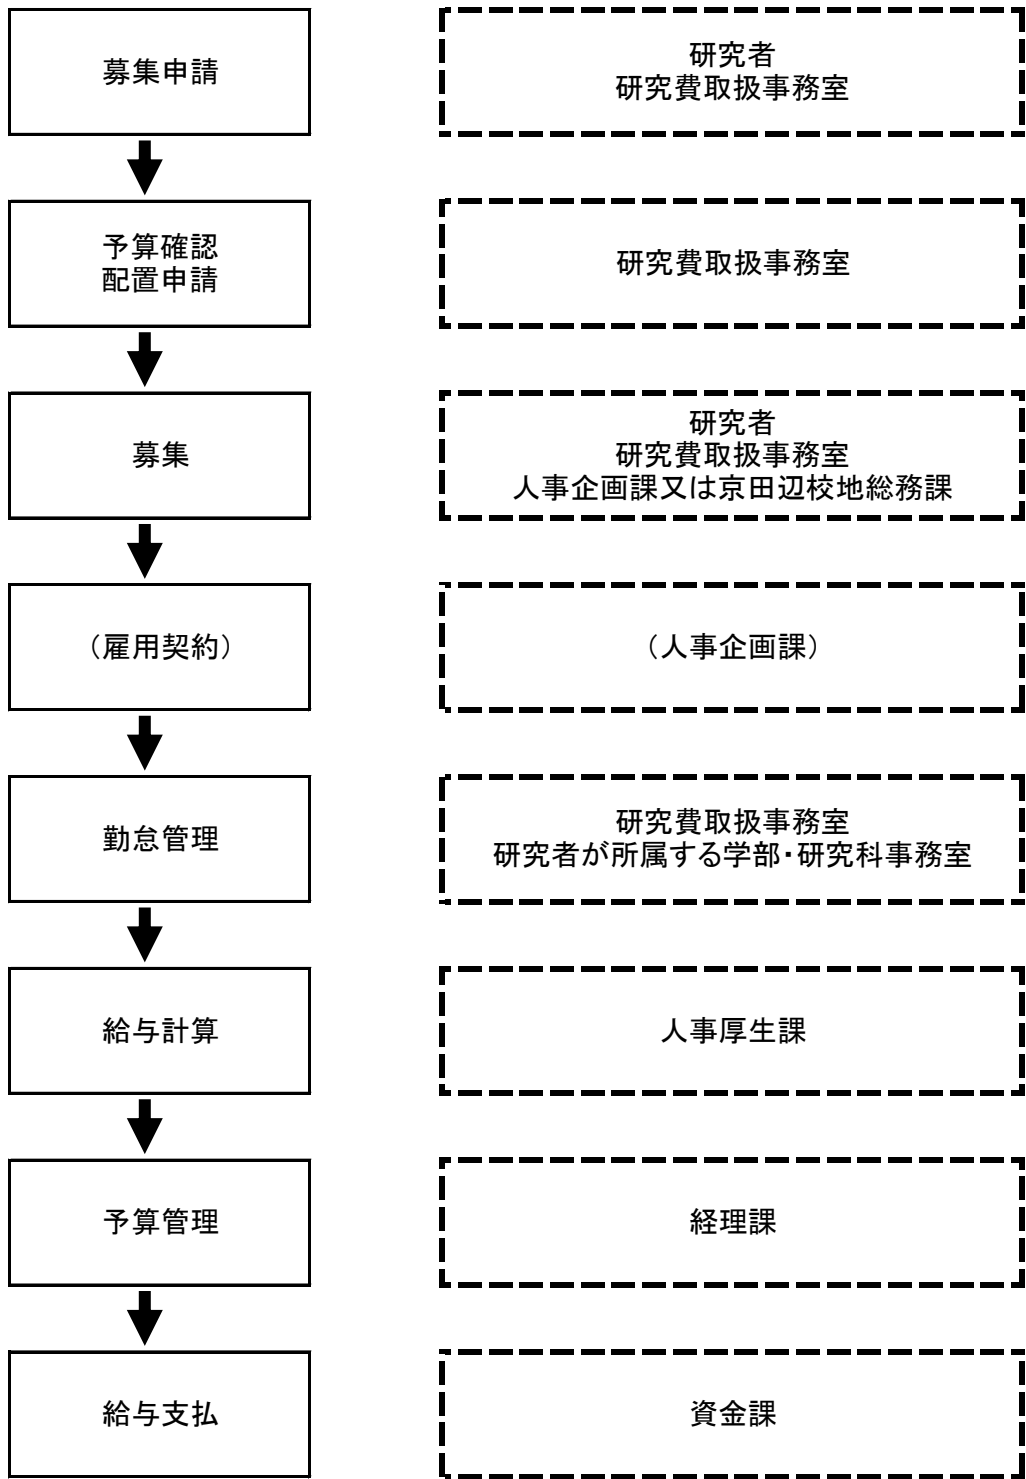 募集申請
研究者
研究費取扱事務室
予算確認
配置申請
研究費取扱事務室
募集
研究者
研究費取扱事務室
人事企画課又は京田辺校地総務課
（雇用契約）
（人事企画課）
勤怠管理
研究費取扱事務室
研究者が所属する学部・研究科事務室
給与計算
人事厚生課
予算管理
経理課
給与支払
資金課